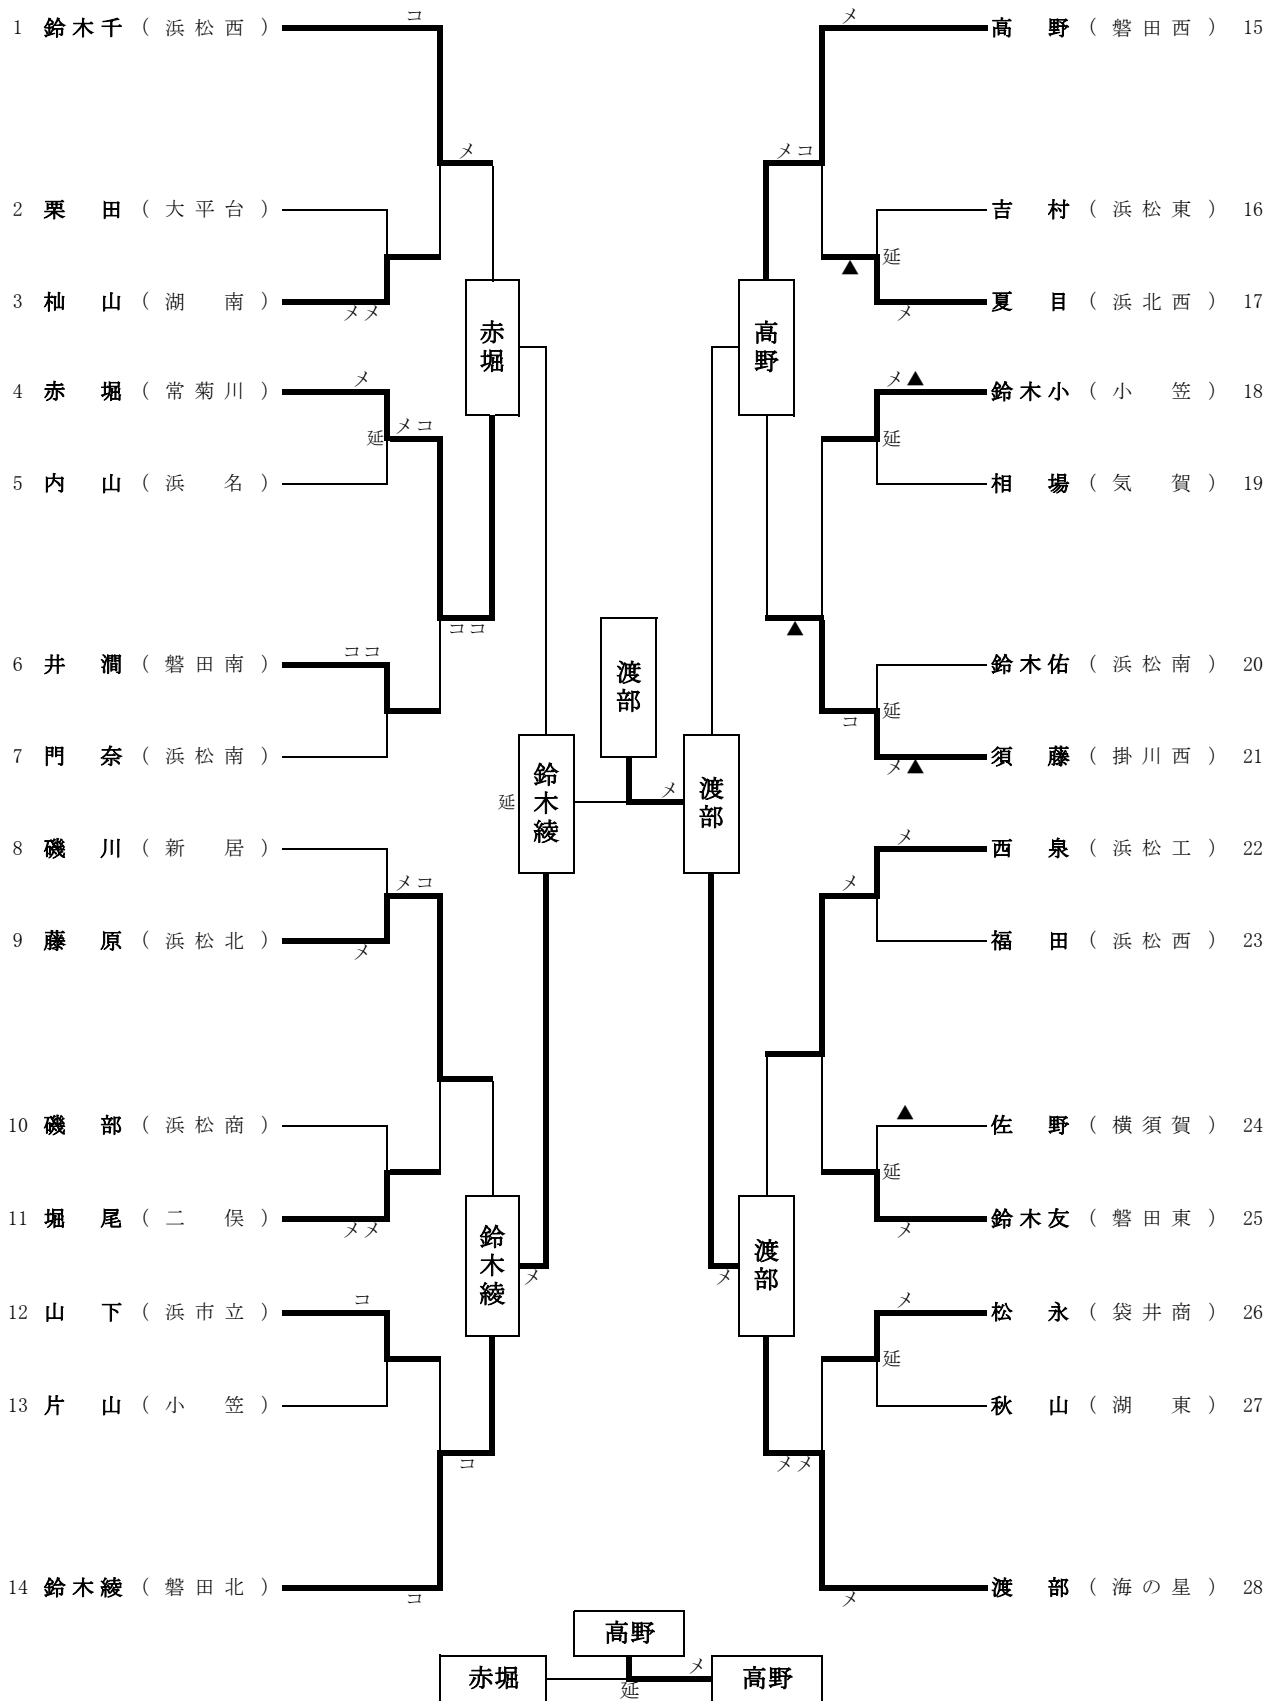 コ
メ
1 鈴木千 ( 浜松西 )
高 野 ( 磐田西 ) 15
メ
メコ
2 栗 田 ( 大平台 )
吉 村 ( 浜松東 ) 16
延
▲
3 杣 山 ( 湖 南 )
夏 目 ( 浜北西 ) 17
メメ
メ
赤堀
高野
メ
メ▲
4 赤 堀 ( 常菊川 )
鈴木小 ( 小 笠 ) 18
延
メコ
延
5 内 山 ( 浜 名 )
相 場 ( 気 賀 ) 19
ココ
▲
ココ
6 井 澗 ( 磐田南 )
渡部
鈴木佑 ( 浜松南 ) 20
コ
延
7 門 奈 ( 浜松南 )
須 藤 ( 掛川西 ) 21
メ▲
延
鈴木綾
メ
渡部
メ
8 磯 川 ( 新 居 )
西 泉 ( 浜松工 ) 22
メコ
メ
9 藤 原 ( 浜松北 )
福 田 ( 浜松西 ) 23
メ
▲
10 磯 部 ( 浜松商 )
佐 野 ( 横須賀 ) 24
延
11 堀 尾 ( 二 俣 )
鈴木友 ( 磐田東 ) 25
メメ
メ
鈴木綾
メ
メ
渡部
コ
メ
12 山 下 ( 浜市立 )
松 永 ( 袋井商 ) 26
延
13 片 山 ( 小 笠 )
秋 山 ( 湖 東 ) 27
コ
メメ
14 鈴木綾 ( 磐田北 )
渡 部 ( 海の星 ) 28
コ
メ
高野
赤堀
延
メ
高野